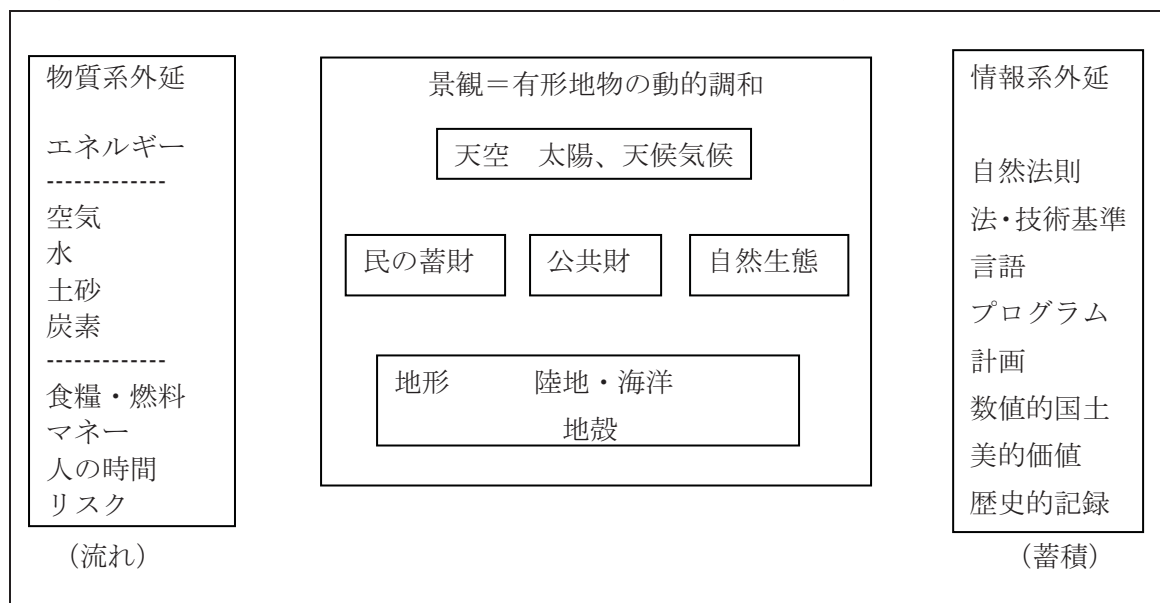 物質系外延
エネルギー
-------------
空気
水
土砂
炭素
-------------
食糧・燃料
マネー
人の時間
リスク
(流れ)
景観＝有形地物の動的調和
天空　太陽、天候気候
民の蓄財
公共財
自然生態
地形　陸地・海洋
地殻
情報系外延
自然法則
法・技術基準
言語
プログラム
計画
数値的国土
美的価値
歴史的記録
(蓄積)